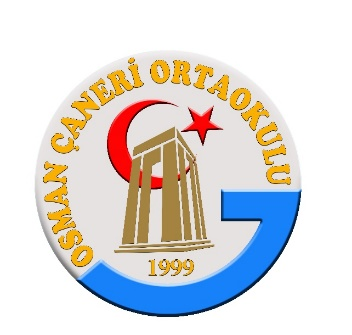 OSMAN ÇANERİ ORTAOKULU
1999